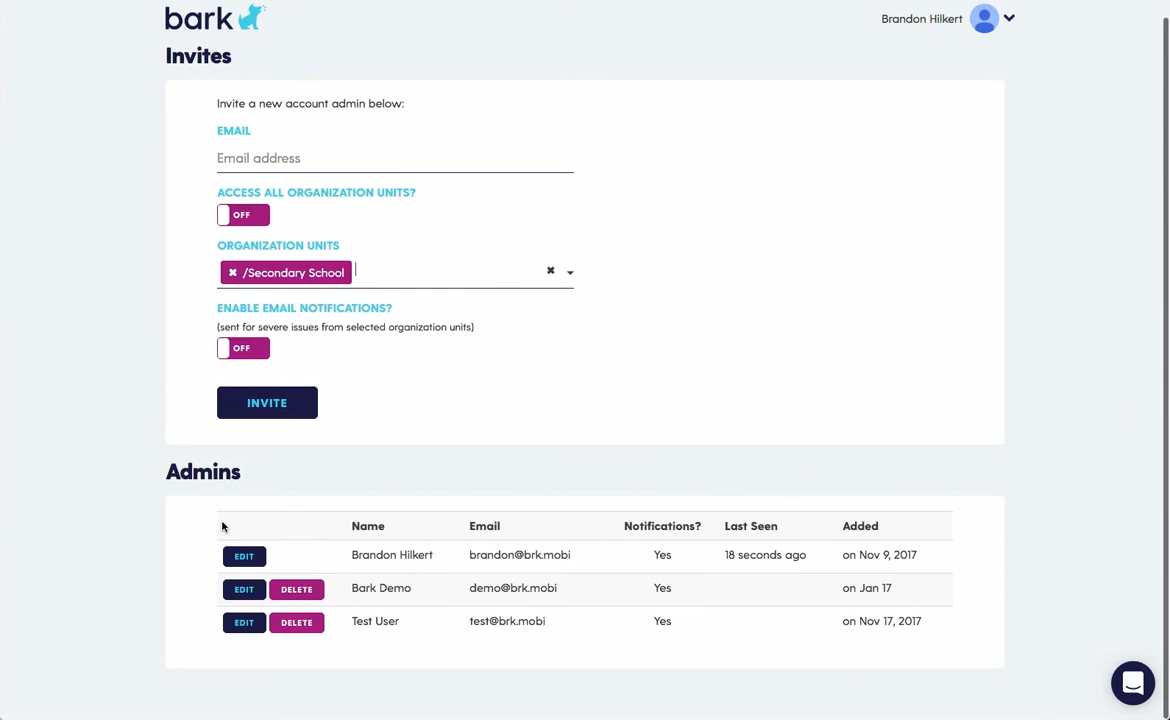 bark
Brandon Hilkert
Invites
Invite a new account admin below:
EMAIL
Email address
ACCESS ALL ORGANIZATION UNITS?
OFF
ORGANIZATION UNITS
✖ /Secondary School ✖
ENABLE EMAIL NOTIFICATIONS?
(sent for severe issues from selected organization units)
OFF
INVITE
Admins
Name Email Notifications? Last Seen Added
EDIT Brandon Hilkert brandon@brk.mobi Yes 18 seconds ago on Nov 9, 2017
EDIT DELETE Bark Demo demo@brk.mobi Yes on Jan 17
EDIT DELETE Test User test@brk.mobi Yes on Nov 17, 2017